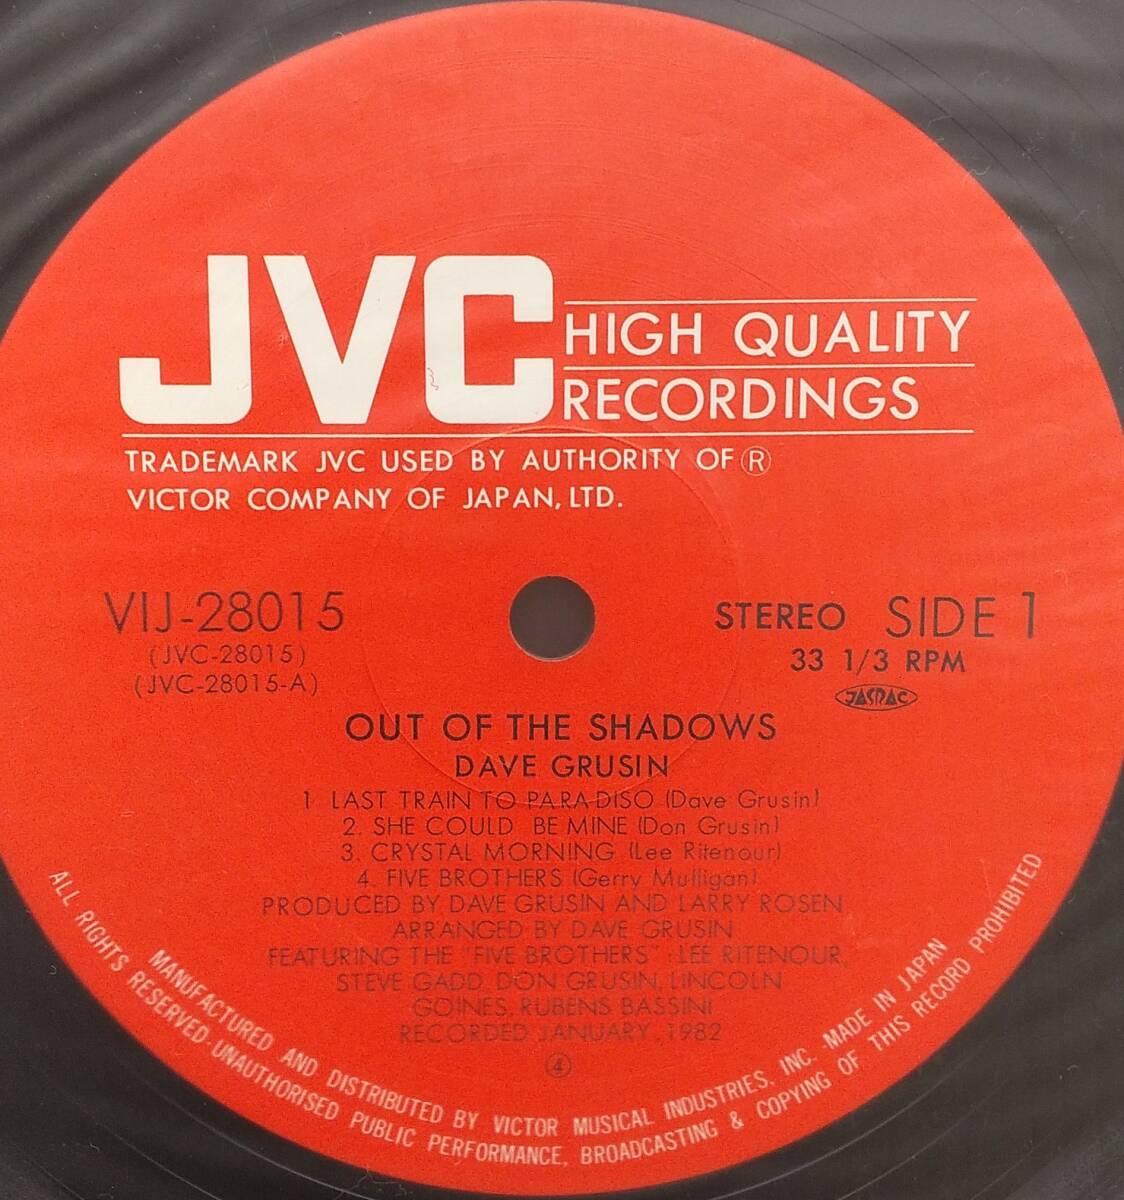 JVC HIGH QUALITY
RECORDINGS
TRADEMARK JVC USED BY AUTHORITY OF ®
VICTOR COMPANY OF JAPAN, LTD.
VIJ-28015
(JVC-28015)
(JVC-28015-A)
STEREO SIDE 1
33 1/3 RPM
JASRAC
OUT OF THE SHADOWS
DAVE GRUSIN
1 LAST TRAIN TO PARADISO (Dave Grusin)
2. SHE COULD BE MINE (Don Grusin)
3. CRYSTAL MORNING (Lee Ritenour)
4. FIVE BROTHERS (Gerry Mulligan)
PRODUCED BY DAVE GRUSIN AND LARRY ROSEN
ARRANGED BY DAVE GRUSIN
FEATURING THE "FIVE BROTHERS" : LEE RITENOUR,
STEVE GADD, DON GRUSIN, LINCOLN
GOINES, RUBENS BASSINI
RECORDED JANUARY, 1982
④
MANUFACTURED AND DISTRIBUTED BY VICTOR MUSICAL INDUSTRIES, INC. MADE IN JAPAN
ALL RIGHTS RESERVED. UNAUTHORISED PUBLIC PERFORMANCE, BROADCASTING & COPYING OF THIS RECORD PROHIBITED